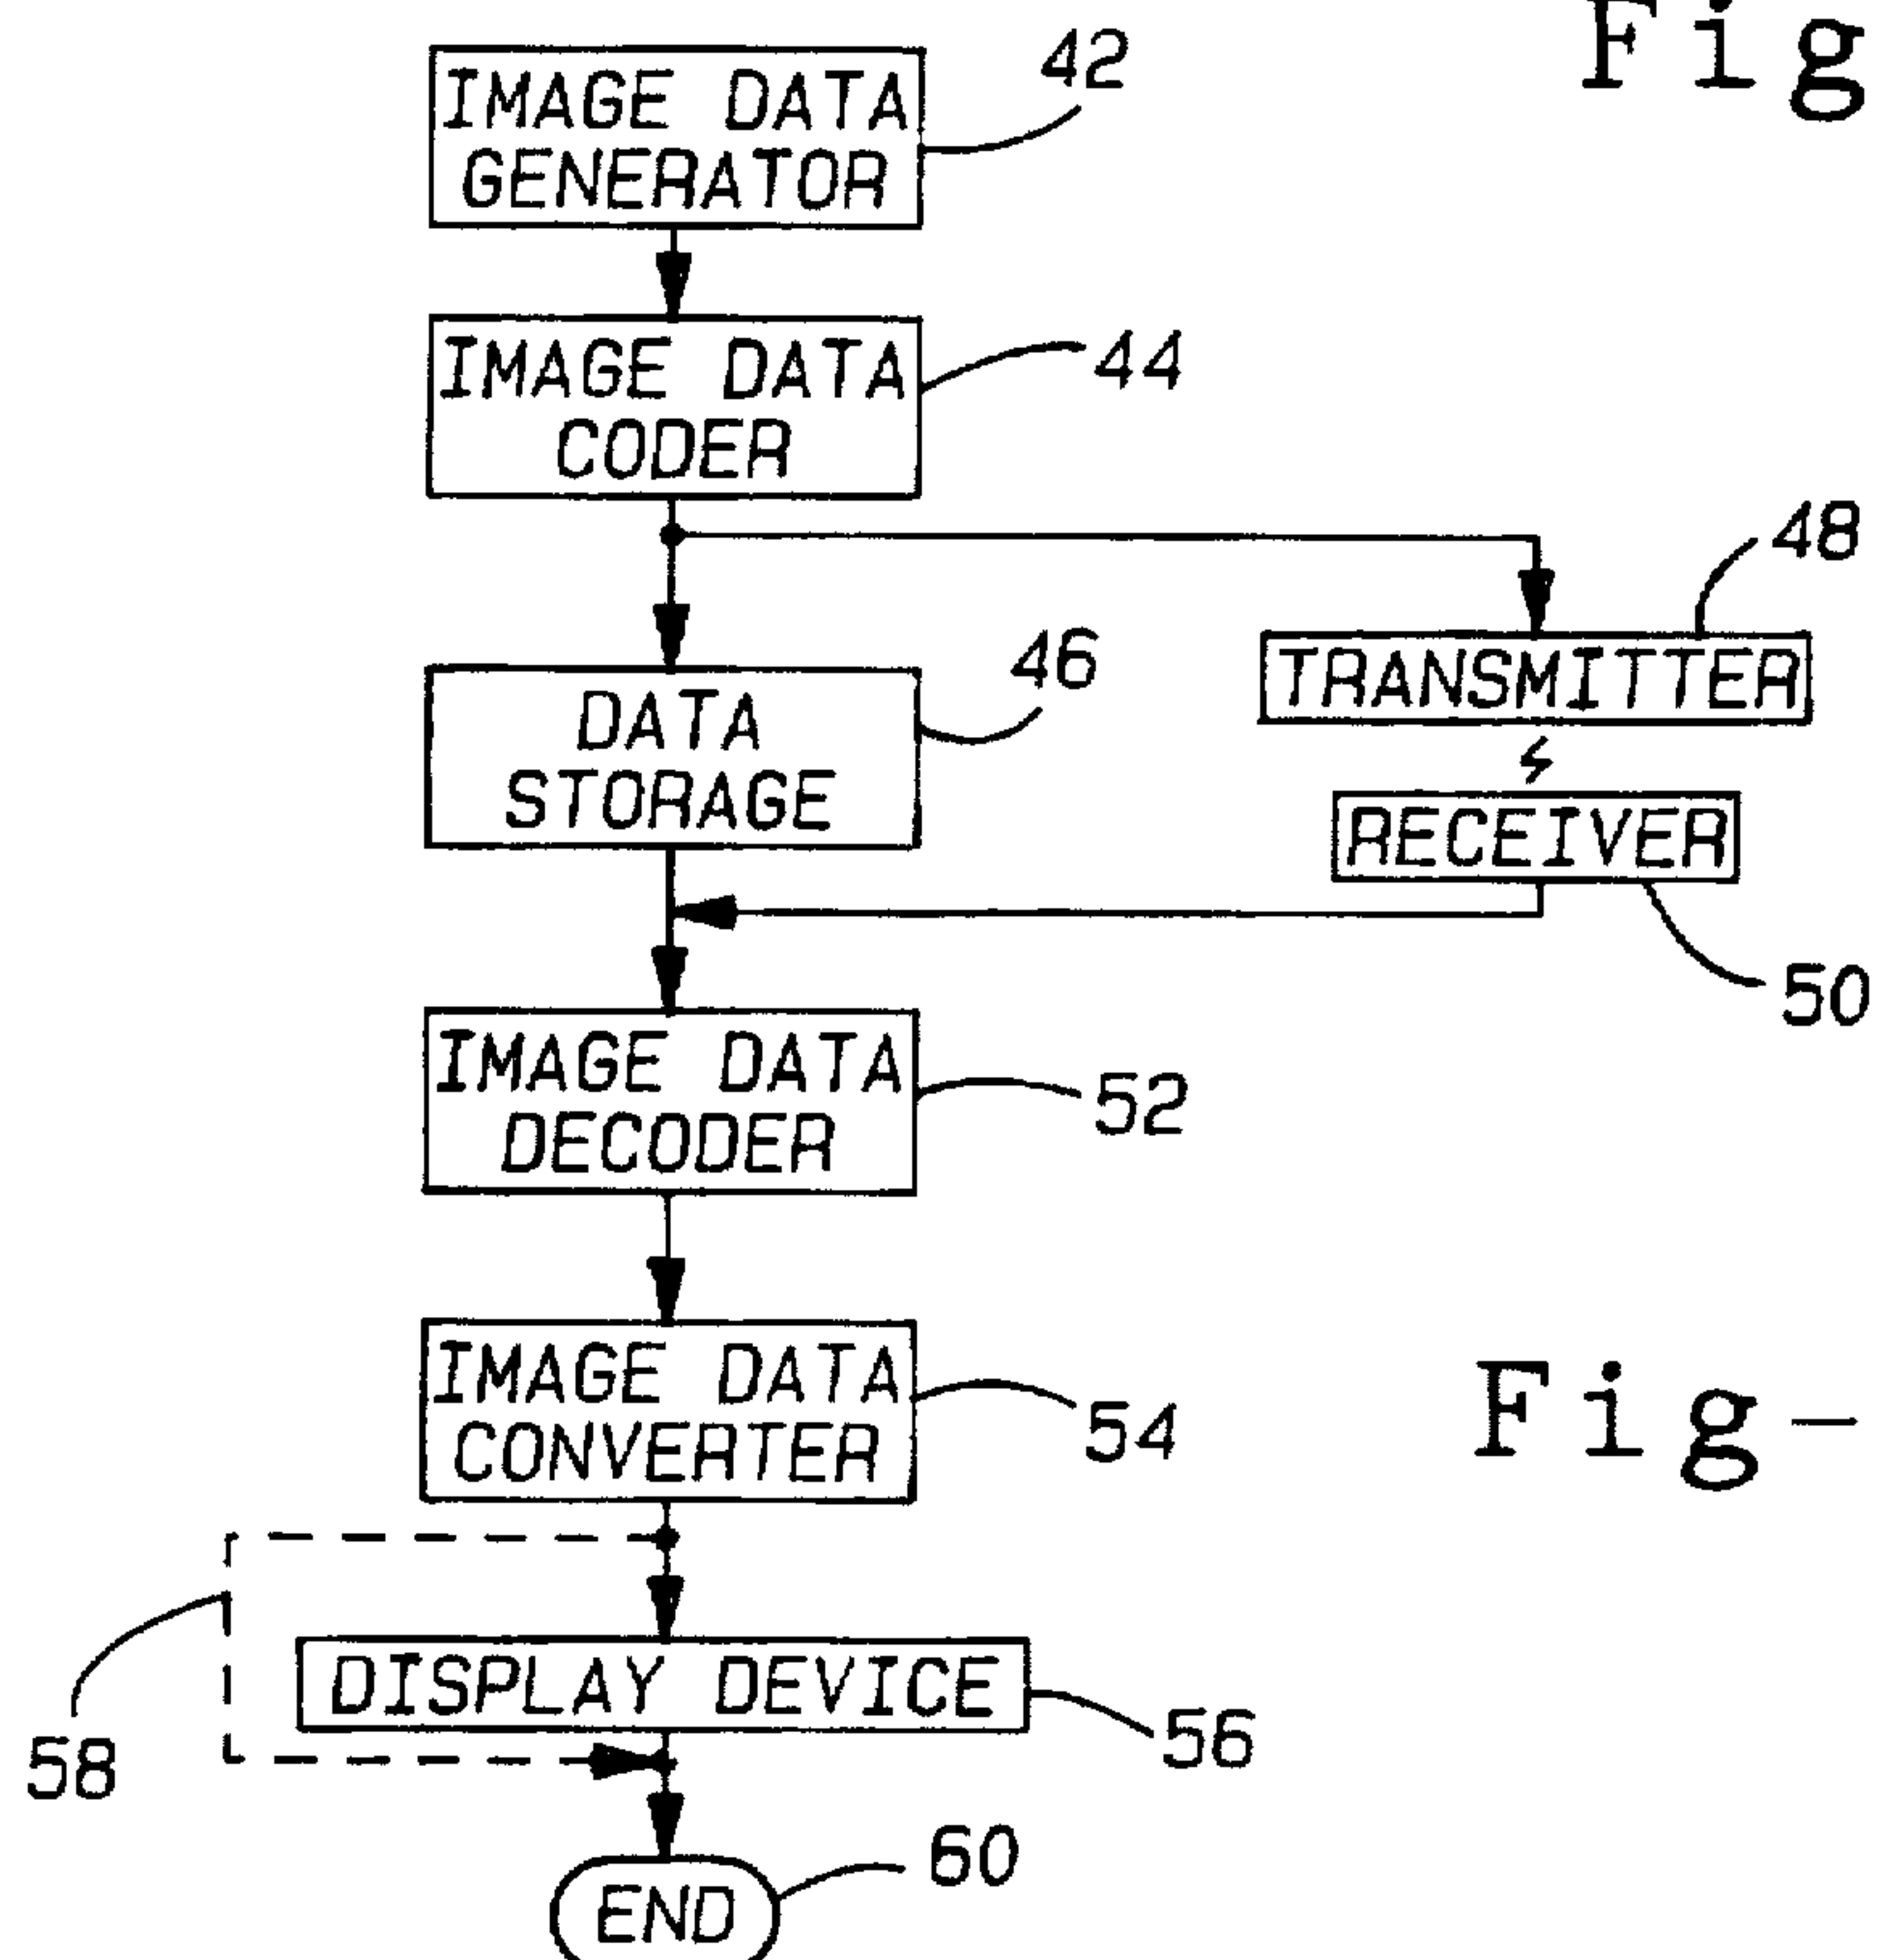 Fig
IMAGE DATA
GENERATOR
42
IMAGE DATA
CODER
44
48
DATA
STORAGE
46
TRANSMITTER
RECEIVER
50
IMAGE DATA
DECODER
52
IMAGE DATA
CONVERTER
54
Fig-
DISPLAY DEVICE
56
58
END
60